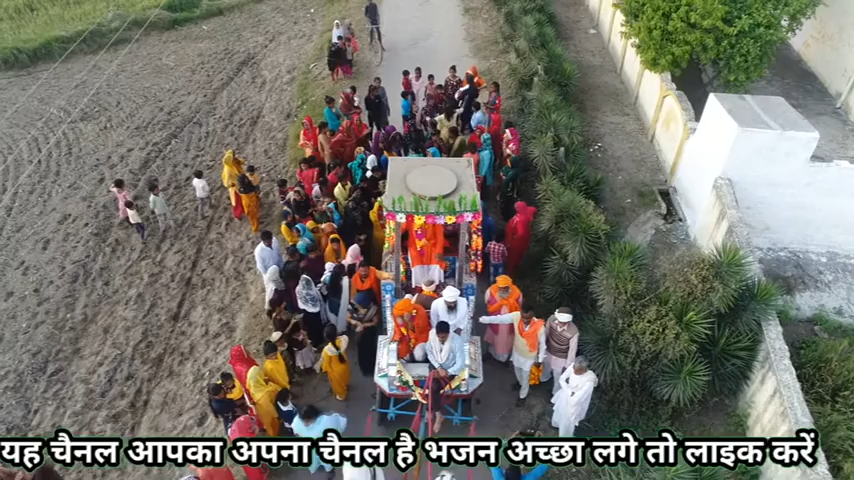 यह चैनल आपका अपना चैनल है भजन अच्छा लगे तो लाइक करें